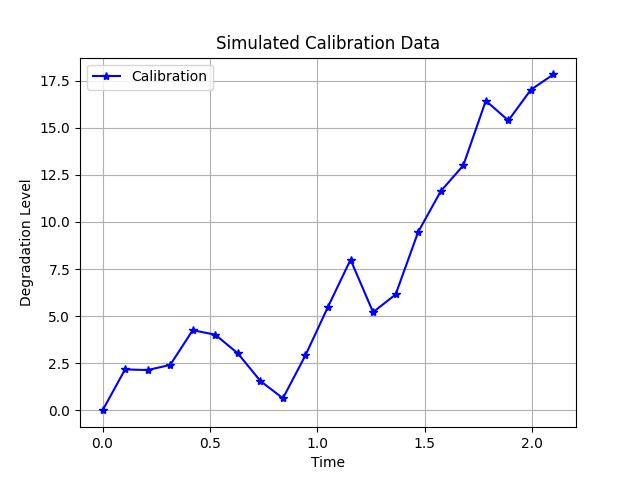 Simulated Calibration Data
Calibration
Degradation Level
17.5
15.0
12.5
10.0
7.5
5.0
2.5
0.0
0.0 0.5 1.0 1.5 2.0
Time